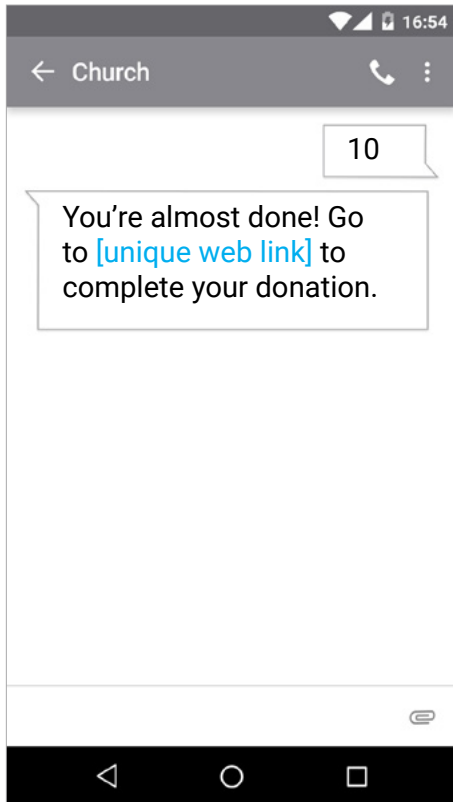 16:54
Church
10
You’re almost done! Go
to [unique web link] to
complete your donation.